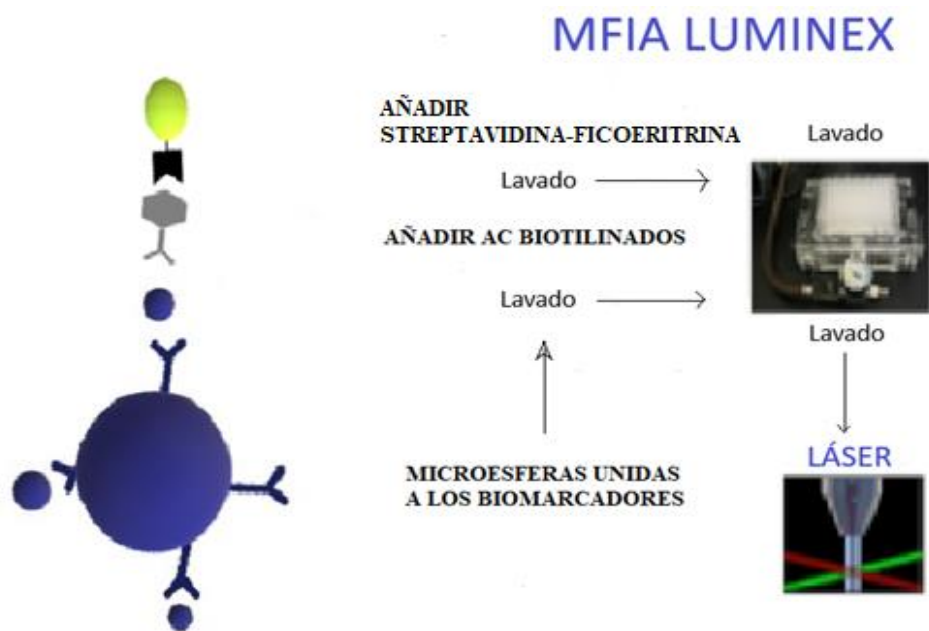 MFIA LUMINEX
AÑADIR
STREPTAVIDINA-FICOERITRINA
Lavado
Lavado
AÑADIR AC BIOTILINADOS
Lavado
Lavado
MICROESFERAS UNIDAS
A LOS BIOMARCADORES
LÁSER